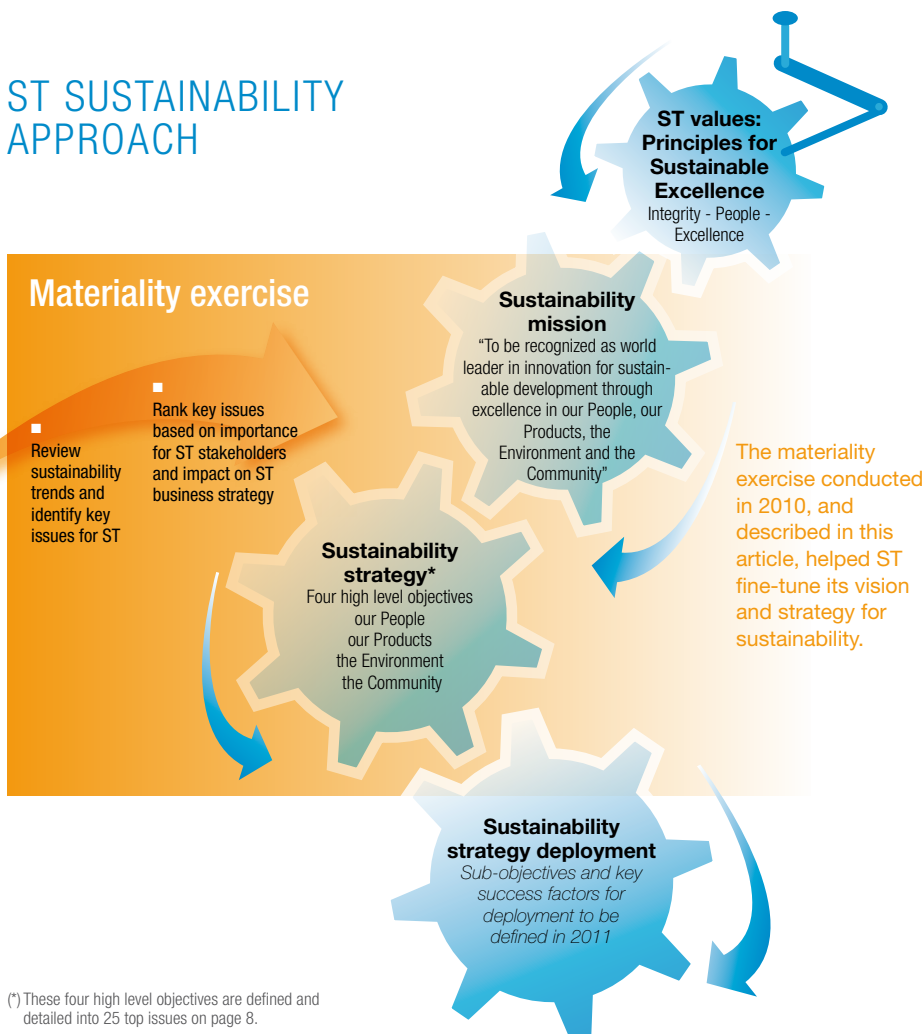 ST SUSTAINABILITY
APPROACH
ST values:
Principles for
Sustainable
Excellence
Integrity - People -
Excellence
Materiality exercise
■
Review
sustainability
trends and
identify key
issues for ST
■
Rank key issues
based on importance
for ST stakeholders
and impact on ST
business strategy
Sustainability
mission
“To be recognized as world
leader in innovation for sustain-
able development through
excellence in our People, our
Products, the
Environment and the
Community”
The materiality
exercise conducted
in 2010, and
described in this
article, helped ST
fine-tune its vision
and strategy for
sustainability.
Sustainability
strategy*
Four high level objectives
our People
our Products
the Environment
the Community
Sustainability
strategy deployment
Sub-objectives and key
success factors for
deployment to be
defined in 2011
(*) These four high level objectives are defined and
detailed into 25 top issues on page 8.